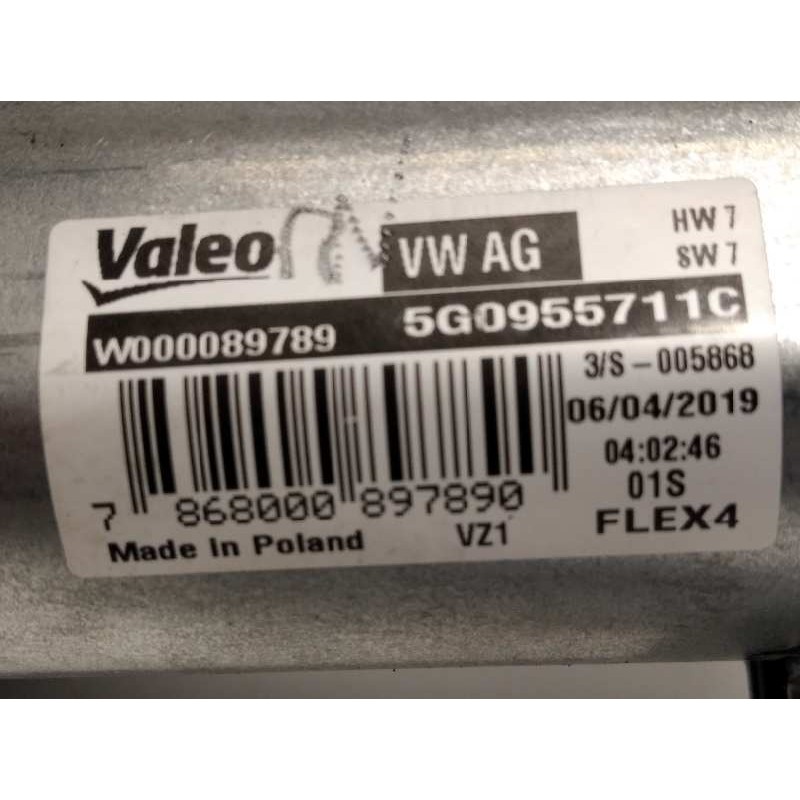 Valeo VW AG HW 7
SW 7
W000089789 5G0955711C
3/S-005868
06/04/2019
04:02:46
01S
7 868000 897890
FLEX4
Made in Poland VZ1